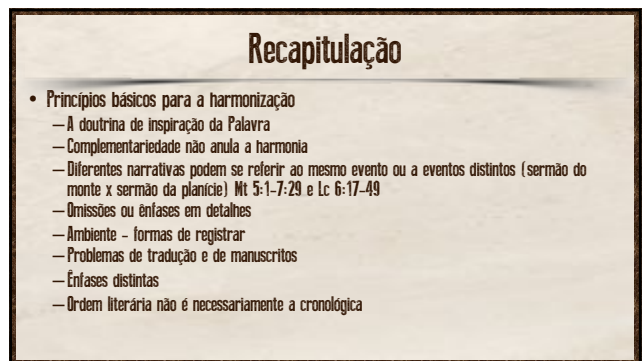 Recapitulação
• Princípios básicos para a harmonização
– A doutrina de inspiração da Palavra
– Complementariedade não anula a harmonia
– Diferentes narrativas podem se referir ao mesmo evento ou a eventos distintos (sermão do
monte x sermão da planície) Mt 5:1-7:29 e Lc 6:17-49
– Omissões ou ênfases em detalhes
– Ambiente - formas de registrar
– Problemas de tradução e de manuscritos
– Ênfases distintas
– Ordem literária não é necessariamente a cronológica